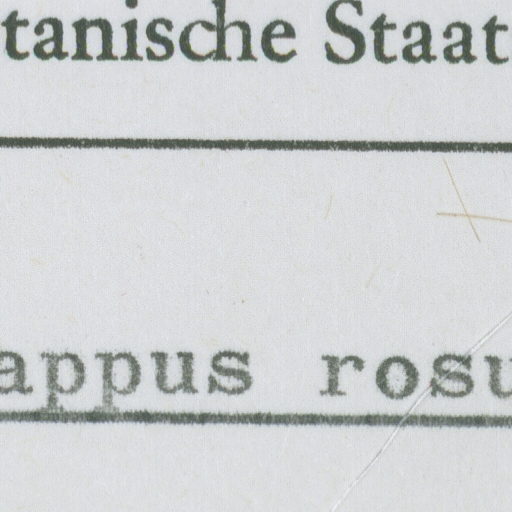 tanische Staat
appus rosu